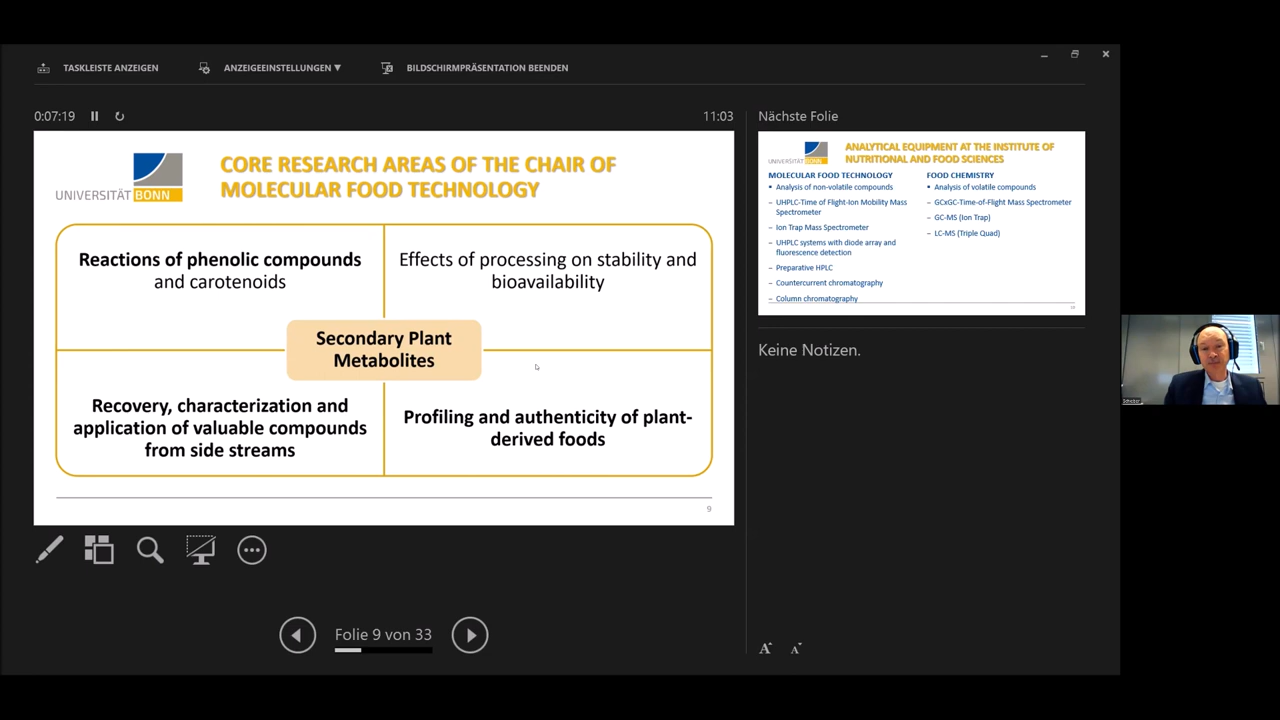 TASKLEISTE ANZEIGEN
ANZEIGEEINSTELLUNGEN ▼
BILDSCHIRMPRÄSENTATION BEENDEN
0:07:19
11:03
UNIVERSITÄT BONN
CORE RESEARCH AREAS OF THE CHAIR OF
MOLECULAR FOOD TECHNOLOGY
Reactions of phenolic compounds
and carotenoids
Effects of processing on stability and
bioavailability
Secondary Plant
Metabolites
Recovery, characterization and
application of valuable compounds
from side streams
Profiling and authenticity of plant-
derived foods
9
Folie 9 von 33
Nächste Folie
UNIVERSITÄT BONN
ANALYTICAL EQUIPMENT AT THE INSTITUTE OF
NUTRITIONAL AND FOOD SCIENCES
MOLECULAR FOOD TECHNOLOGY
▪ Analysis of non-volatile compounds
– UHPLC-Time of Flight-Ion Mobility Mass
Spectrometer
– Ion Trap Mass Spectrometer
– UHPLC systems with diode array and
fluorescence detection
– Preparative HPLC
– Countercurrent chromatography
– Column chromatography
FOOD CHEMISTRY
▪ Analysis of volatile compounds
– GCxGC-Time-of-Flight Mass Spectrometer
– GC-MS (Ion Trap)
– LC-MS (Triple Quad)
Keine Notizen.
A A